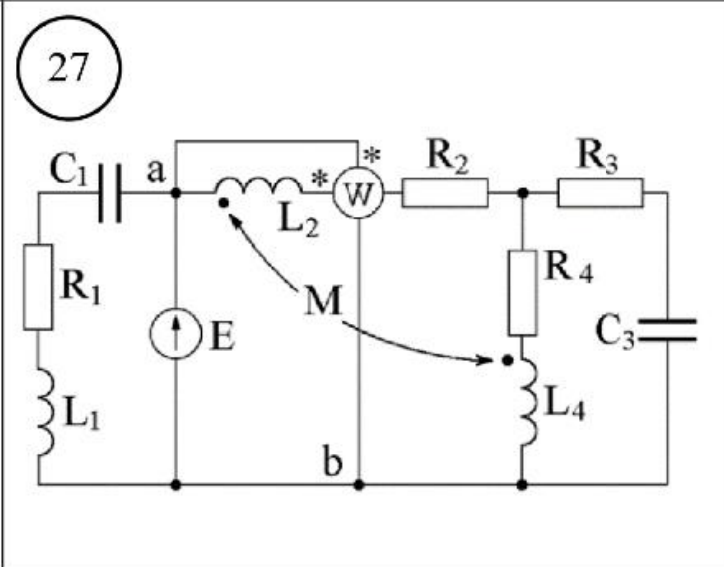 27
C₁ a * * R₂ R₃
L₂ W
R₁ M R₄
E C₃
L₁ L₄
b